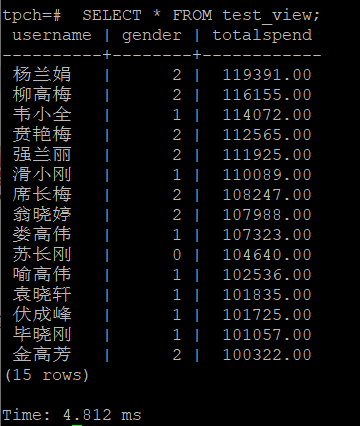 tpch=#  SELECT * FROM test_view;
 username | gender | totalspend
----------+--------+------------
 杨兰娟   |      2 |  119391.00
 柳高梅   |      2 |  116155.00
 韦小全   |      1 |  114072.00
 贲艳梅   |      2 |  112565.00
 强兰丽   |      2 |  111925.00
 滑小刚   |      1 |  110089.00
 席长梅   |      2 |  108247.00
 翁晓婷   |      2 |  107988.00
 娄高伟   |      1 |  107323.00
 苏长刚   |      0 |  104640.00
 喻高伟   |      1 |  102536.00
 袁晓轩   |      1 |  101835.00
 伏成峰   |      1 |  101725.00
 毕晓刚   |      1 |  101057.00
 金高芳   |      2 |  100322.00
(15 rows)
Time: 4.812 ms